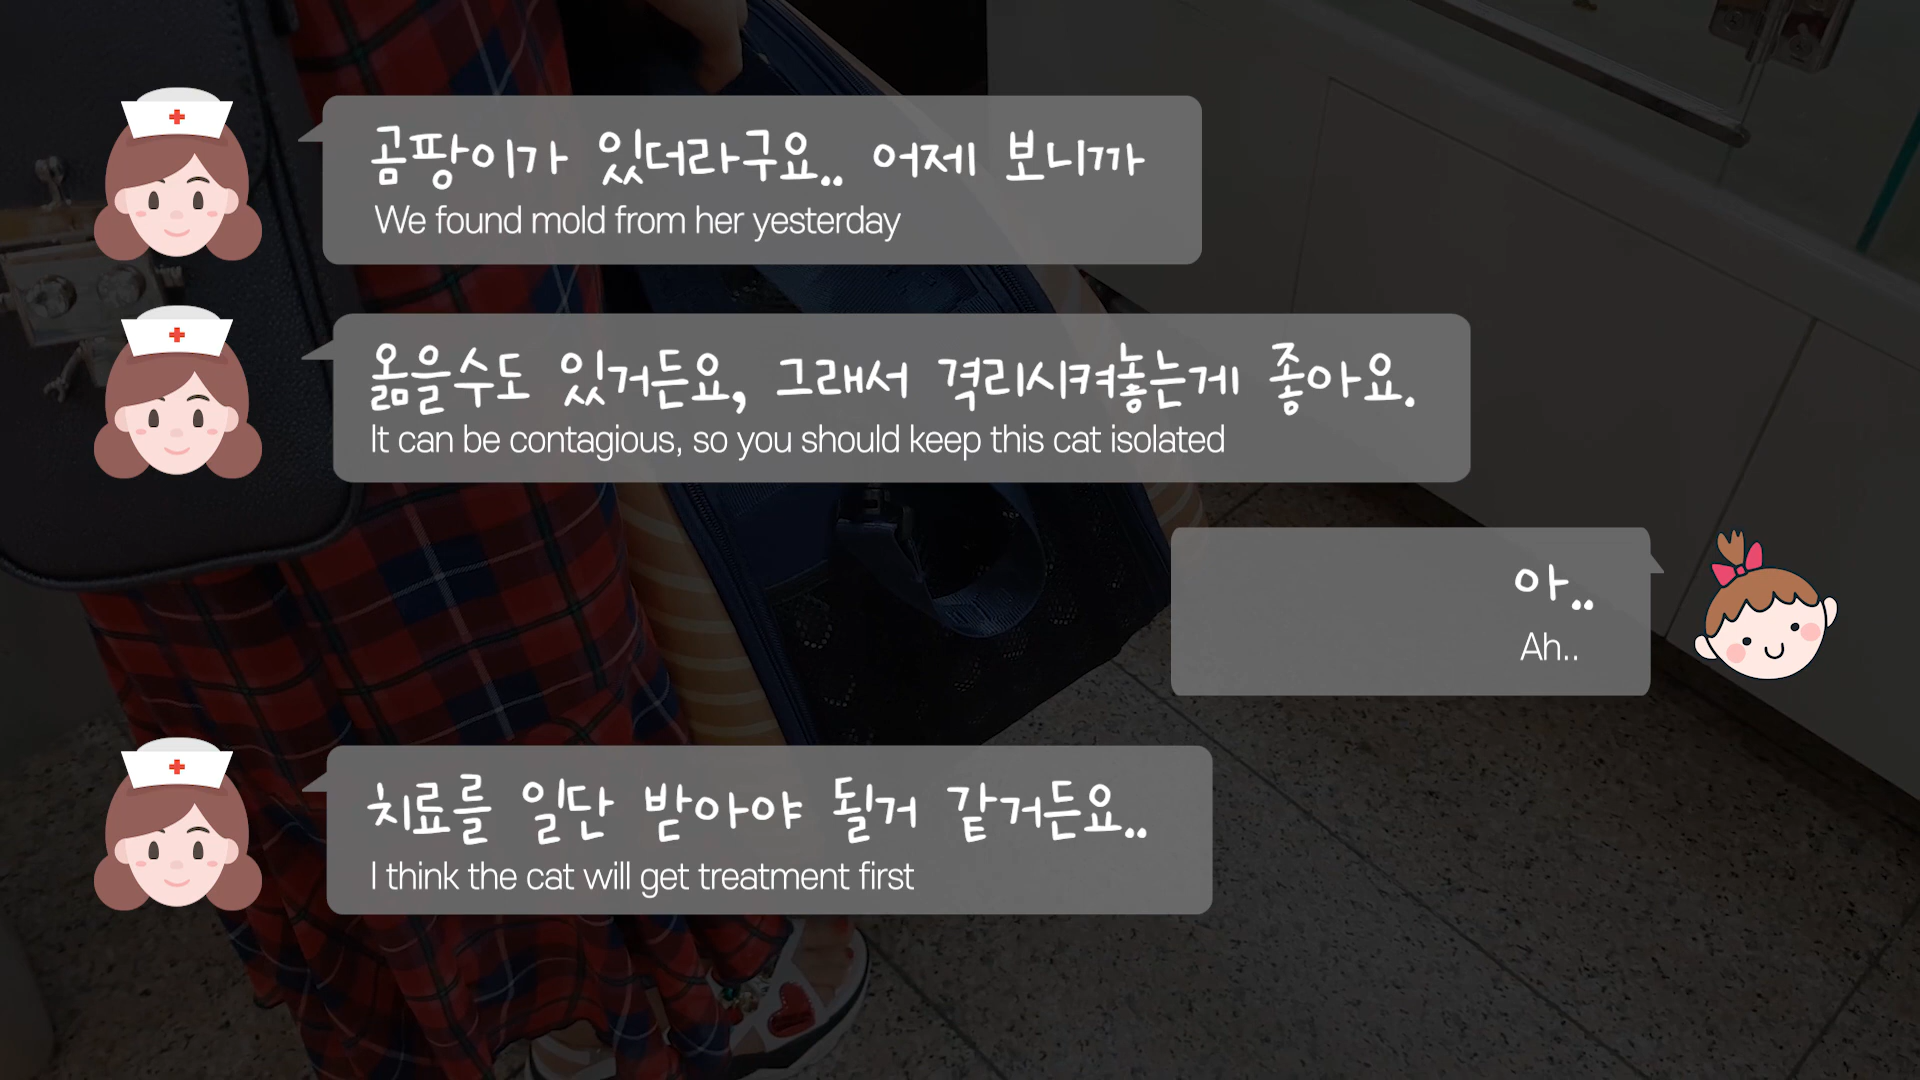 곰팡이가 있더라구요.. 어제 보니까
We found mold from her yesterday
옮을수도 있거든요, 그래서 격리시켜놓는게 좋아요.
It can be contagious, so you should keep this cat isolated
아..
Ah..
치료를 일단 받아야 될거 같거든요..
I think the cat will get treatment first